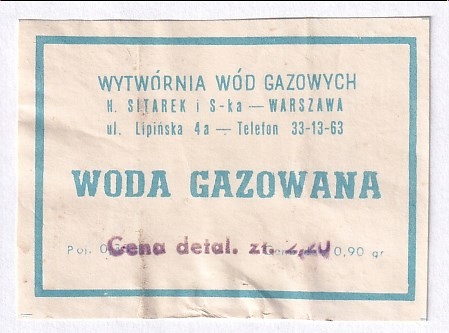 WYTWÓRNIA WÓD GAZOWYCH
H. SITAREK i S-ka — WARSZAWA
ul. Lipińska 4a — Telefon 33-13-63
WODA GAZOWANA
Poj. 0, 0,90 gr
Cena detal. zł. 2,20